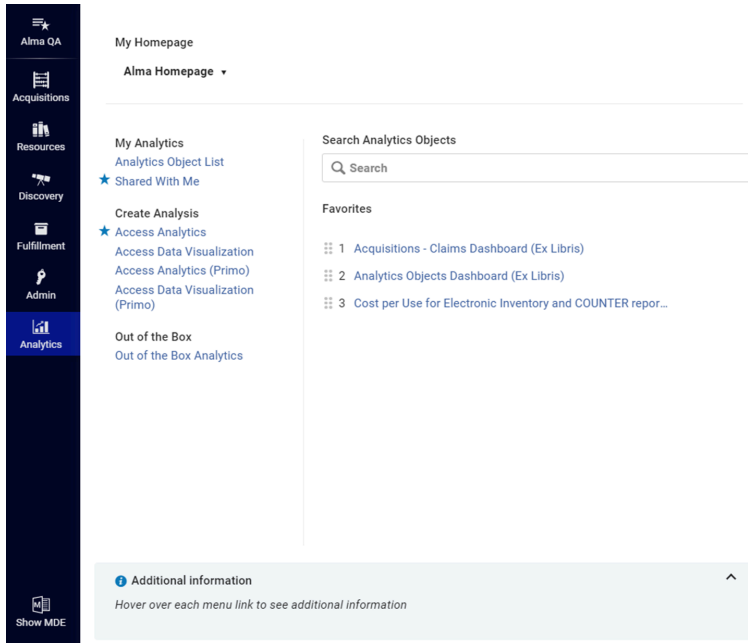 Alma QA
Acquisitions
Resources
Discovery
Fulfillment
Admin
Analytics
Show MDE
My Homepage
Alma Homepage
My Analytics
Analytics Object List
Shared With Me
Create Analysis
Access Analytics
Access Data Visualization
Access Analytics (Primo)
Access Data Visualization
(Primo)
Out of the Box
Out of the Box Analytics
Search Analytics Objects
Search
Favorites
1 Acquisitions - Claims Dashboard (Ex Libris)
2 Analytics Objects Dashboard (Ex Libris)
3 Cost per Use for Electronic Inventory and COUNTER repor...
Additional information
Hover over each menu link to see additional information